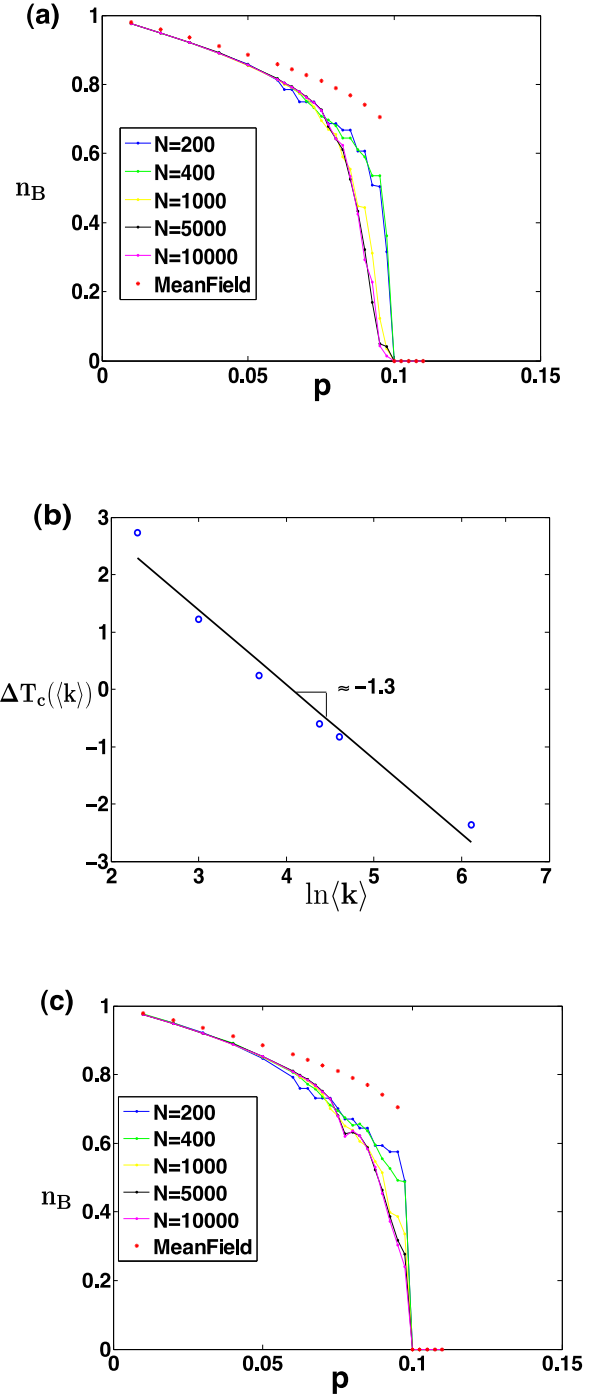 (a)
1
0.8
0.6
0.4
0.2
0
n_B
N=200
N=400
N=1000
N=5000
N=10000
MeanField
0 0.05 0.1 0.15
p
(b)
3
2
1
0
−1
−2
−3
ΔT_c(⟨k⟩)
≈ −1.3
2 3 4 5 6 7
ln⟨k⟩
(c)
1
0.8
0.6
0.4
0.2
0
n_B
N=200
N=400
N=1000
N=5000
N=10000
MeanField
0 0.05 0.1 0.15
p